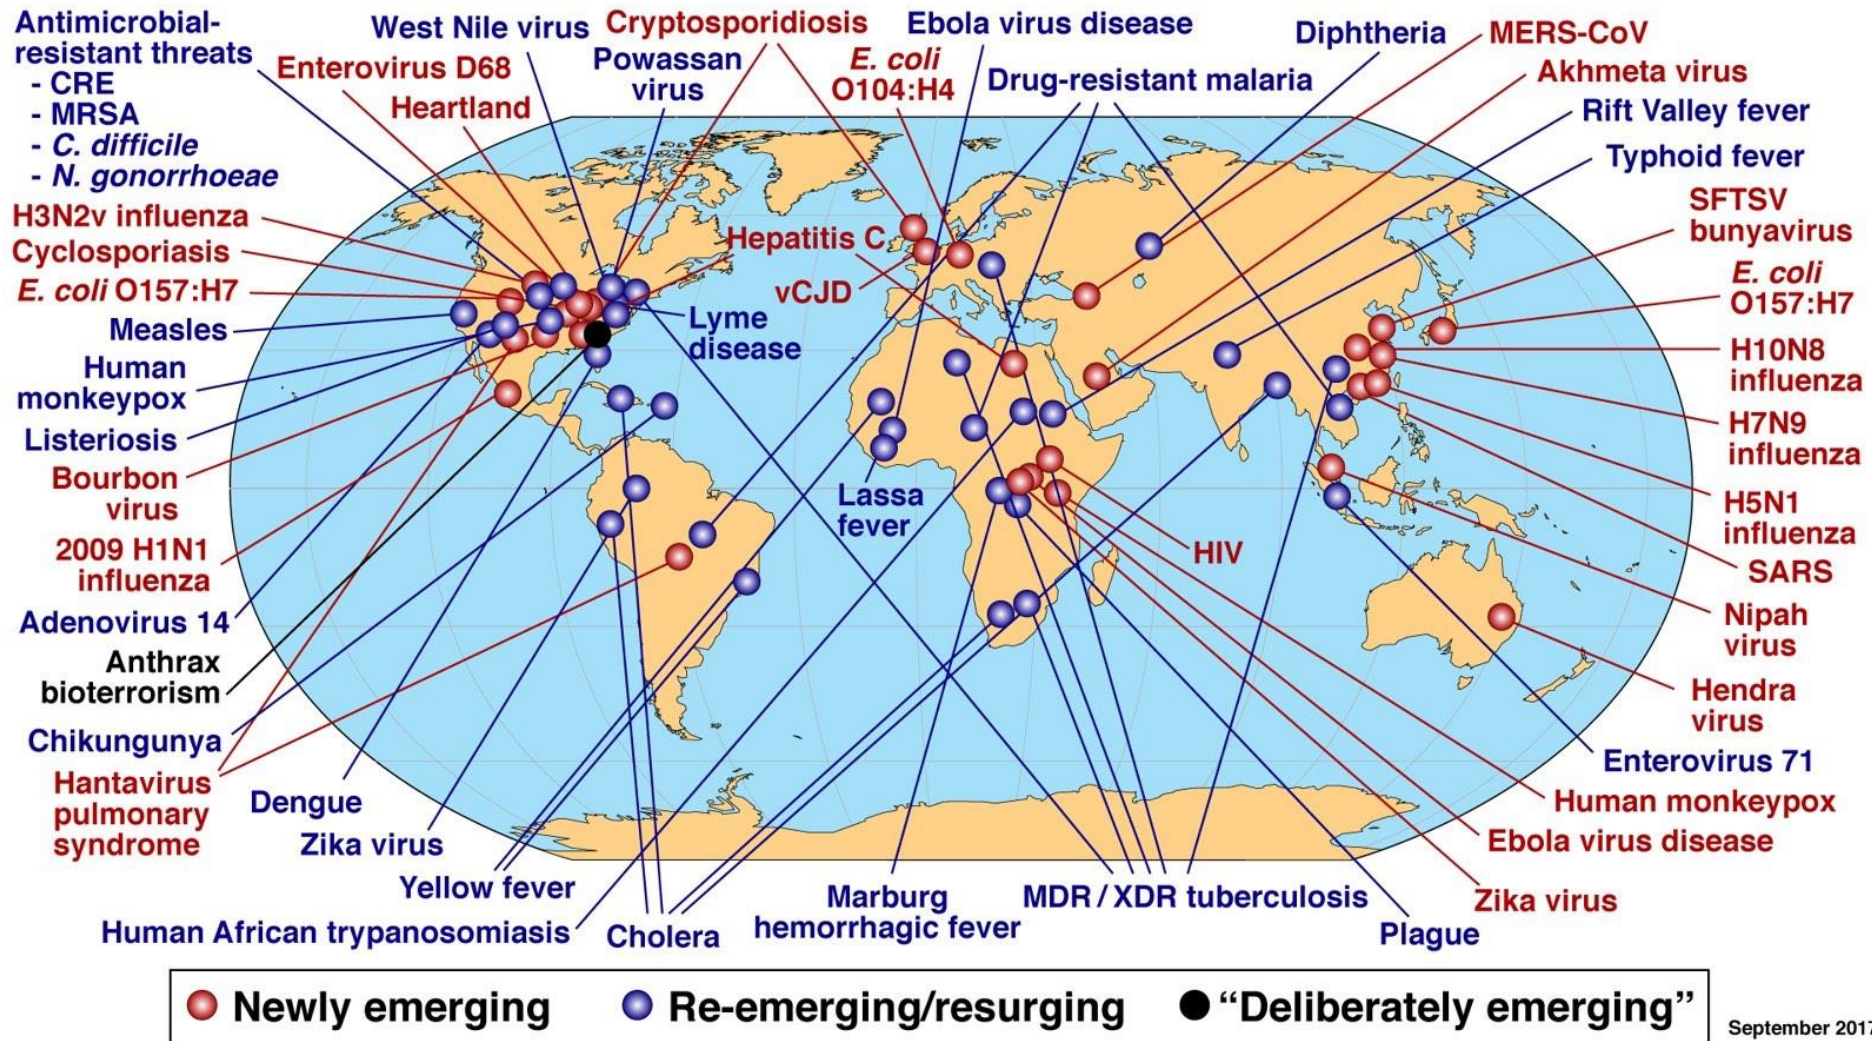 Antimicrobial-
resistant threats
- CRE
- MRSA
- C. difficile
- N. gonorrhoeae
West Nile virus
Enterovirus D68
Heartland
Cryptosporidiosis
Powassan
virus
E. coli
O104:H4
Ebola virus disease
Drug-resistant malaria
Diphtheria
MERS-CoV
Akhmeta virus
Rift Valley fever
Typhoid fever
SFTSV
bunyavirus
E. coli
O157:H7
H10N8
influenza
H7N9
influenza
H5N1
influenza
SARS
Nipah
virus
Hendra
virus
Enterovirus 71
Human monkeypox
Ebola virus disease
Zika virus
Plague
H3N2v influenza
Cyclosporiasis
E. coli O157:H7
Measles
Human
monkeypox
Listeriosis
Bourbon
virus
2009 H1N1
influenza
Adenovirus 14
Anthrax
bioterrorism
Chikungunya
Hantavirus
pulmonary
syndrome
Dengue
Zika virus
Yellow fever
Human African trypanosomiasis
Cholera
Marburg
hemorrhagic fever
MDR / XDR tuberculosis
Hepatitis C
vCJD
Lyme
disease
Lassa
fever
HIV
Newly emerging
Re-emerging/resurging
“Deliberately emerging”
September 2017